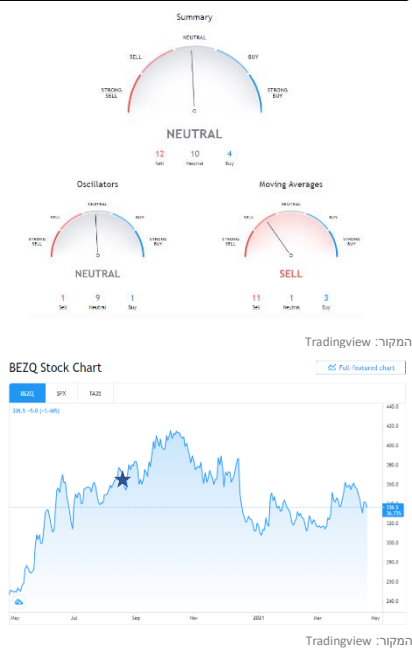 Summary
NEUTRAL
SELL BUY
STRONG SELL STRONG BUY
NEUTRAL
12 10 4
Sell Neutral Buy
Oscillators Moving Averages
NEUTRAL NEUTRAL
SELL BUY SELL BUY
STRONG SELL STRONG BUY STRONG SELL STRONG BUY
NEUTRAL SELL
1 9 1 11 1 3
Sell Neutral Buy Sell Neutral Buy
המקור: Tradingview
BEZQ Stock Chart Full-featured chart
BEZQ SPX TA35
440.0
420.0
400.0
380.0
360.0
340.0
320.0
300.0
280.0
260.0
240.0
May Jul Sep Nov 2021 Mar May
המקור: Tradingview